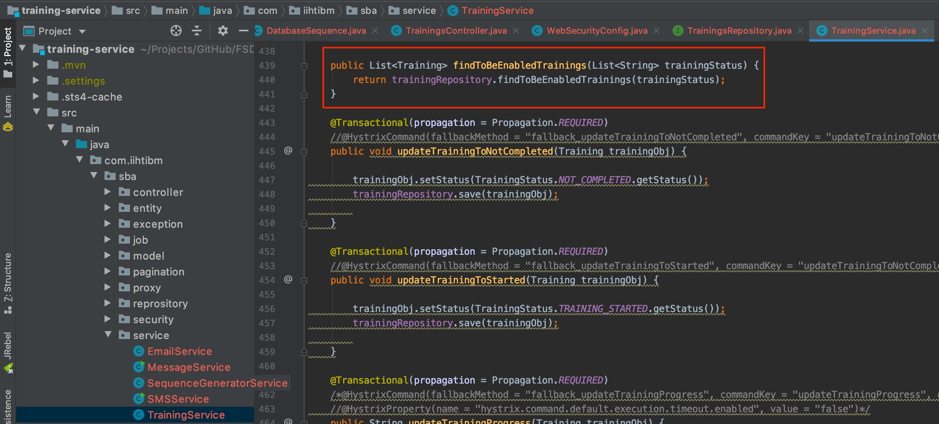 training-service > src > main > java > com > iihtibm > sba > service > TrainingService
Project
DatabaseSequence.java × TrainingsController.java × WebSecurityConfig.java × TrainingsRepository.java × TrainingService.java ×
1: Project
Learn
Z: Structure
JRebel
sistence
training-service ~/Projects/GitHub/FSD
.mvn
.settings
.sts4-cache
src
main
java
com.iihtibm
sba
controller
entity
exception
job
model
pagination
proxy
reprository
security
service
EmailService
MessageService
SequenceGeneratorService
SMSService
TrainingService
438
439 public List<Training> findToBeEnabledTrainings(List<String> trainingStatus) {
440 return trainingRepository.findToBeEnabledTrainings(trainingStatus);
441 }
442
443 @Transactional(propagation = Propagation.REQUIRED)
444 //@HystrixCommand(fallbackMethod = "fallback_updateTrainingToNotCompleted", commandKey = "updateTrainingToNot
445 @ public void updateTrainingToNotCompleted(Training trainingObj) {
446
447 trainingObj.setStatus(TrainingStatus.NOT_COMPLETED.getStatus());
448 trainingRepository.save(trainingObj);
449
450 }
451
452 @Transactional(propagation = Propagation.REQUIRED)
453 //@HystrixCommand(fallbackMethod = "fallback_updateTrainingToStarted", commandKey = "updateTrainingToNotComple
454 @ public void updateTrainingToStarted(Training trainingObj) {
455
456 trainingObj.setStatus(TrainingStatus.TRAINING_STARTED.getStatus());
457 trainingRepository.save(trainingObj);
458
459 }
460
461 @Transactional(propagation = Propagation.REQUIRED)
462 /*@HystrixCommand(fallbackMethod = "fallback_updateTrainingProgress", commandKey = "updateTrainingProgress",
463 //@HystrixProperty(name = "hystrix.command.default.execution.timeout.enabled", value = "false")*/
464 @ public String updateTrainingProgress(Training trainingObj) {